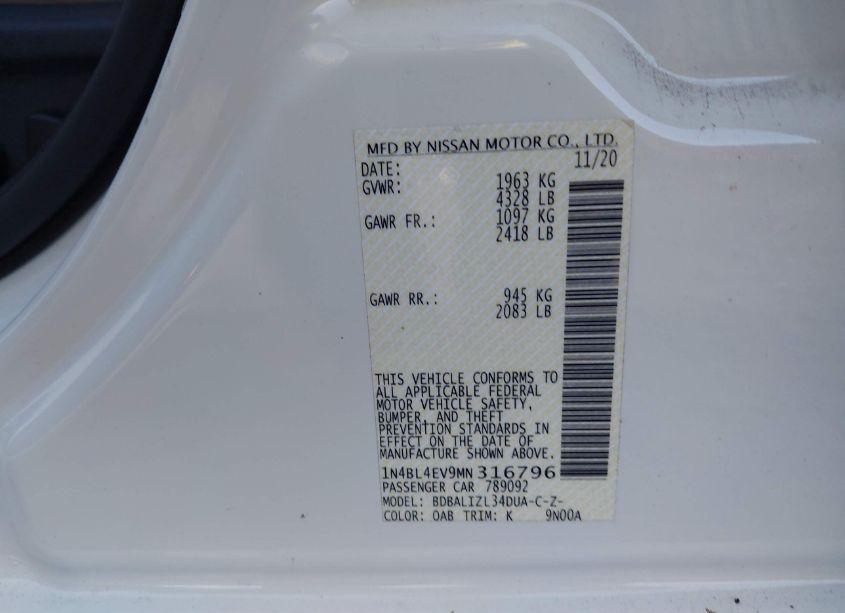 MFD BY NISSAN MOTOR CO., LTD.
DATE: 11/20
GVWR: 1963 KG
4328 LB
GAWR FR.: 1097 KG
2418 LB
GAWR RR.: 945 KG
2083 LB
THIS VEHICLE CONFORMS TO
ALL APPLICABLE FEDERAL
MOTOR VEHICLE SAFETY,
BUMPER, AND THEFT
PREVENTION STANDARDS IN
EFFECT ON THE DATE OF
MANUFACTURE SHOWN ABOVE.
1N4BL4EV9MN316796
PASSENGER CAR 789092
MODEL: BDBALIZL34DUA-C-Z-
COLOR: QAB TRIM: K 9N00A